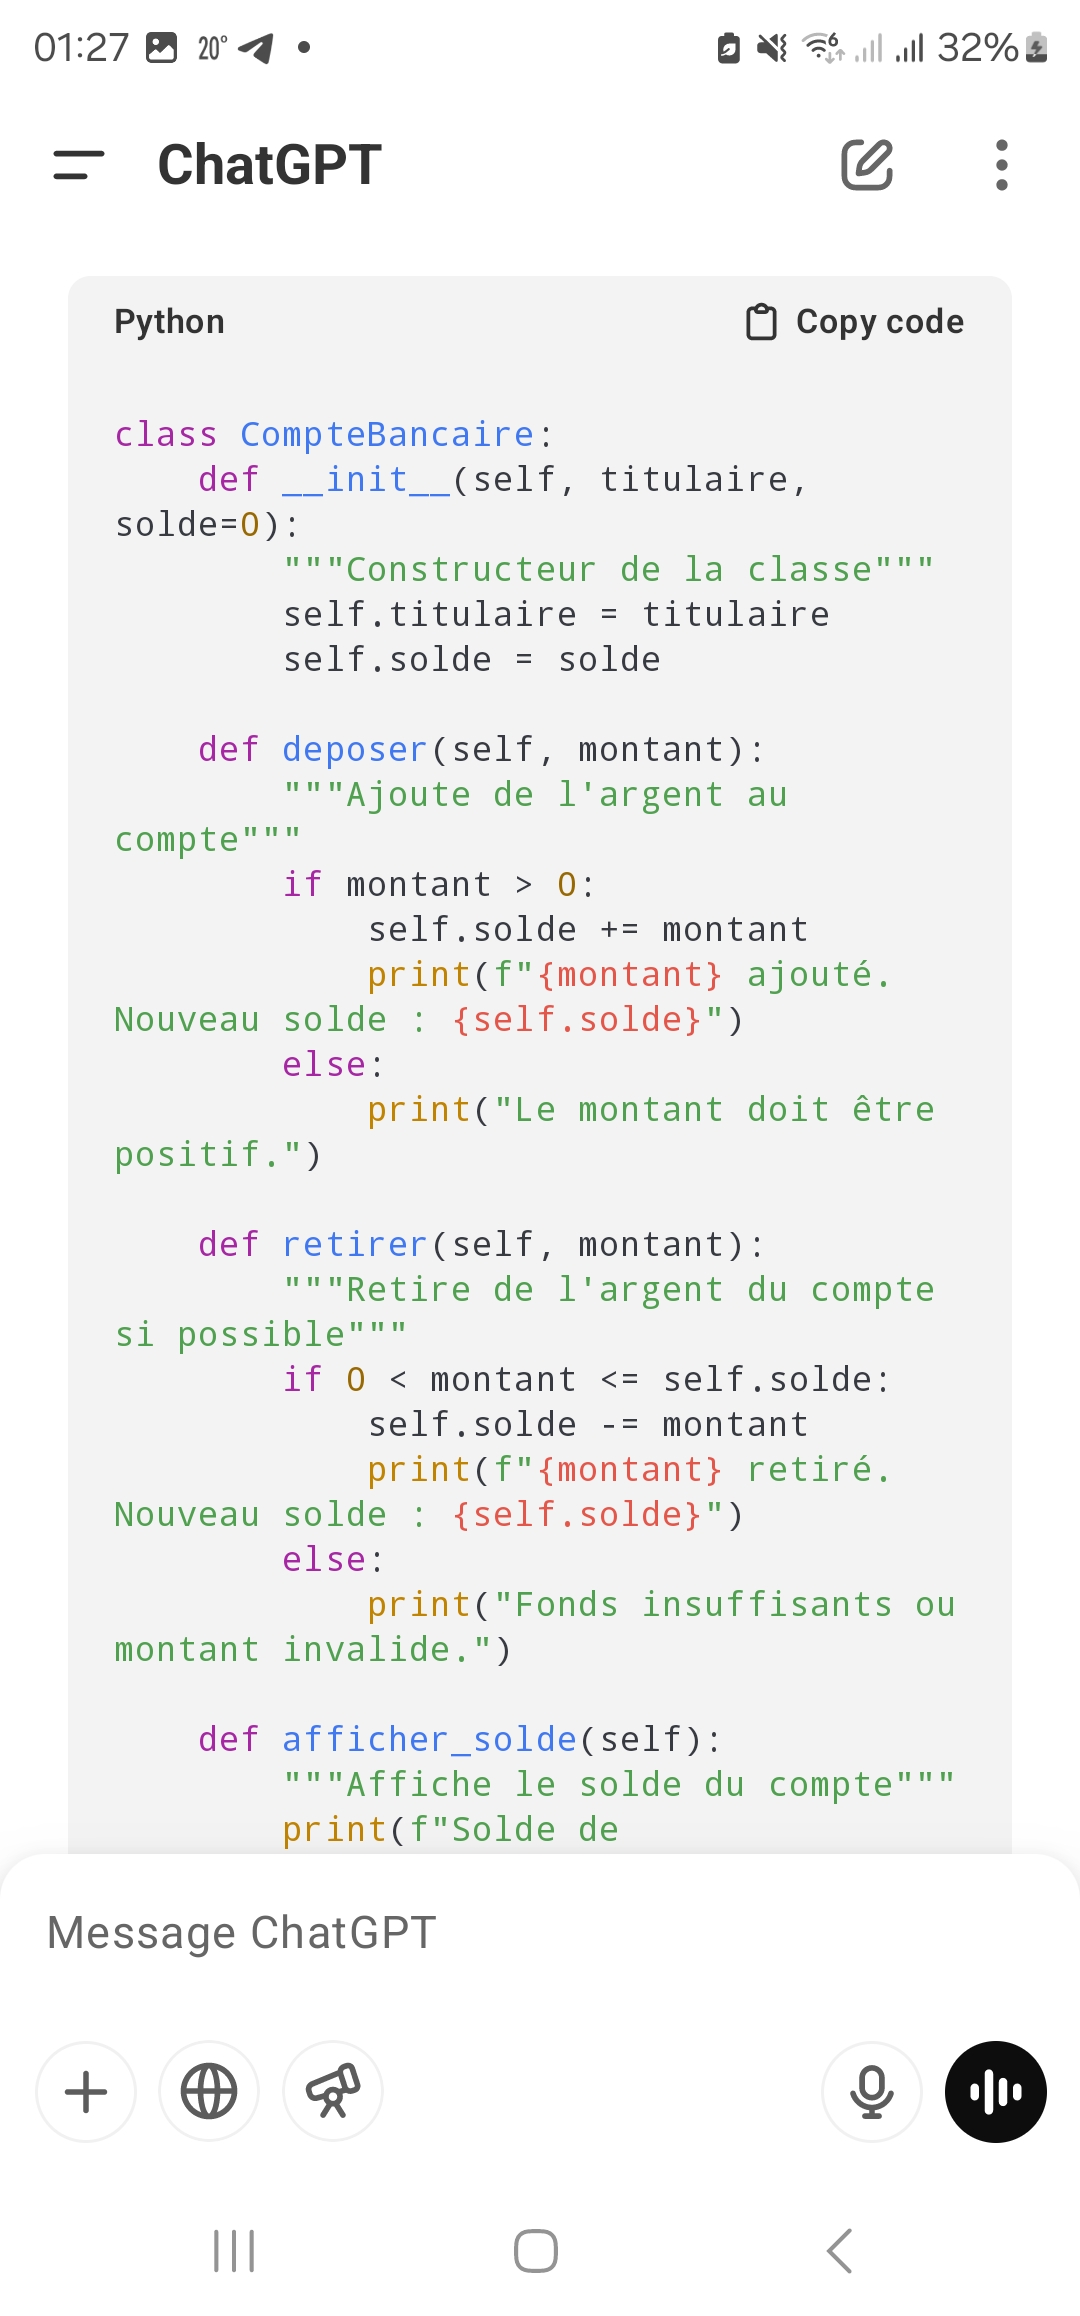 01:27 20° 6 32%
ChatGPT
Python Copy code
class CompteBancaire:
    def __init__(self, titulaire,
solde=0):
        """Constructeur de la classe"""
        self.titulaire = titulaire
        self.solde = solde
    def deposer(self, montant):
        """Ajoute de l'argent au
compte"""
        if montant > 0:
            self.solde += montant
            print(f"{montant} ajouté.
Nouveau solde : {self.solde}")
        else:
            print("Le montant doit être
positif.")
    def retirer(self, montant):
        """Retire de l'argent du compte
si possible"""
        if 0 < montant <= self.solde:
            self.solde -= montant
            print(f"{montant} retiré.
Nouveau solde : {self.solde}")
        else:
            print("Fonds insuffisants ou
montant invalide.")
    def afficher_solde(self):
        """Affiche le solde du compte"""
        print(f"Solde de
Message ChatGPT